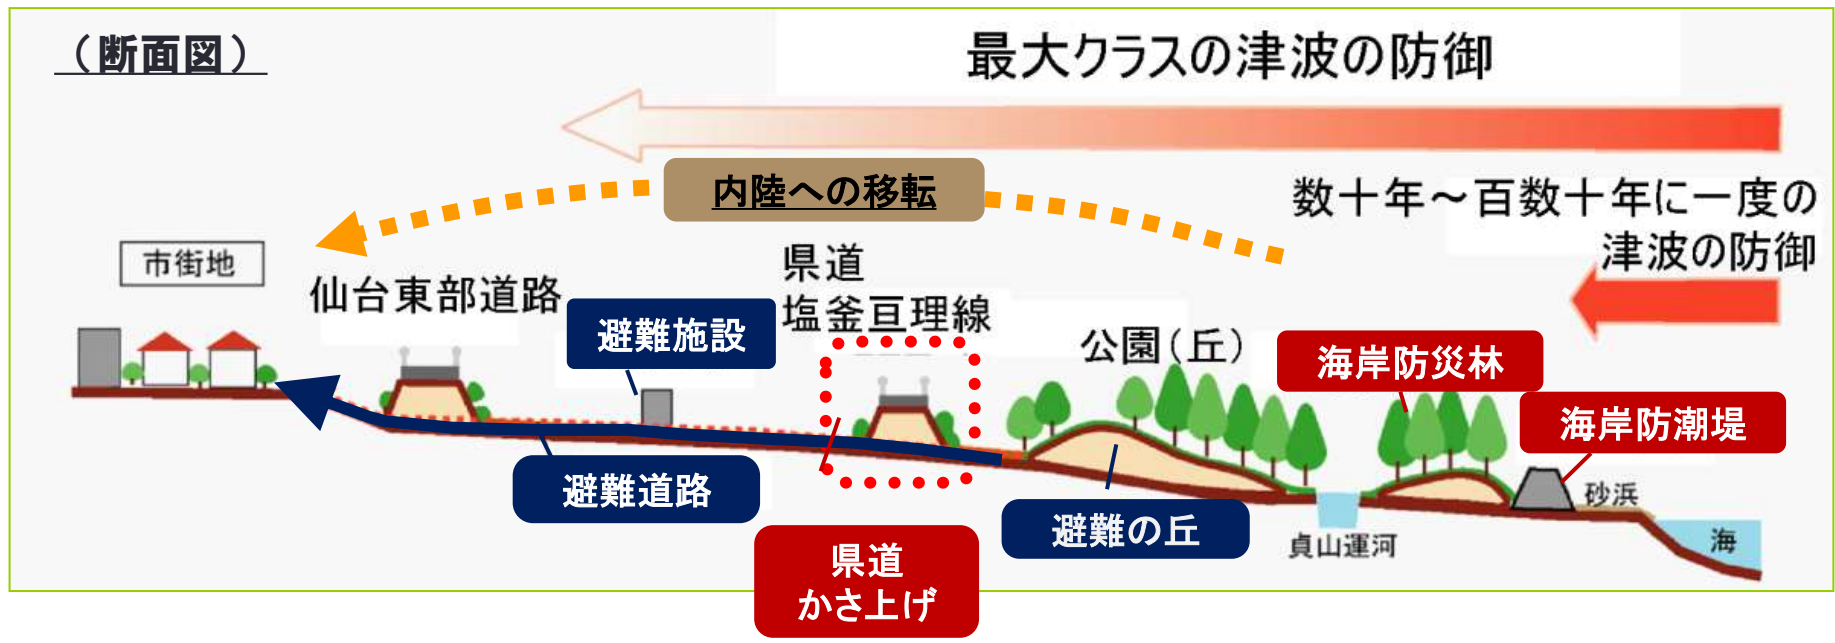 （断面図）
最大クラスの津波の防御
内陸への移転
数十年～百数十年に一度の
津波の防御
市街地
仙台東部道路
避難施設
県道
塩釜亘理線
公園（丘）
海岸防災林
海岸防潮堤
避難道路
避難の丘
砂浜
貞山運河
海
県道
かさ上げ